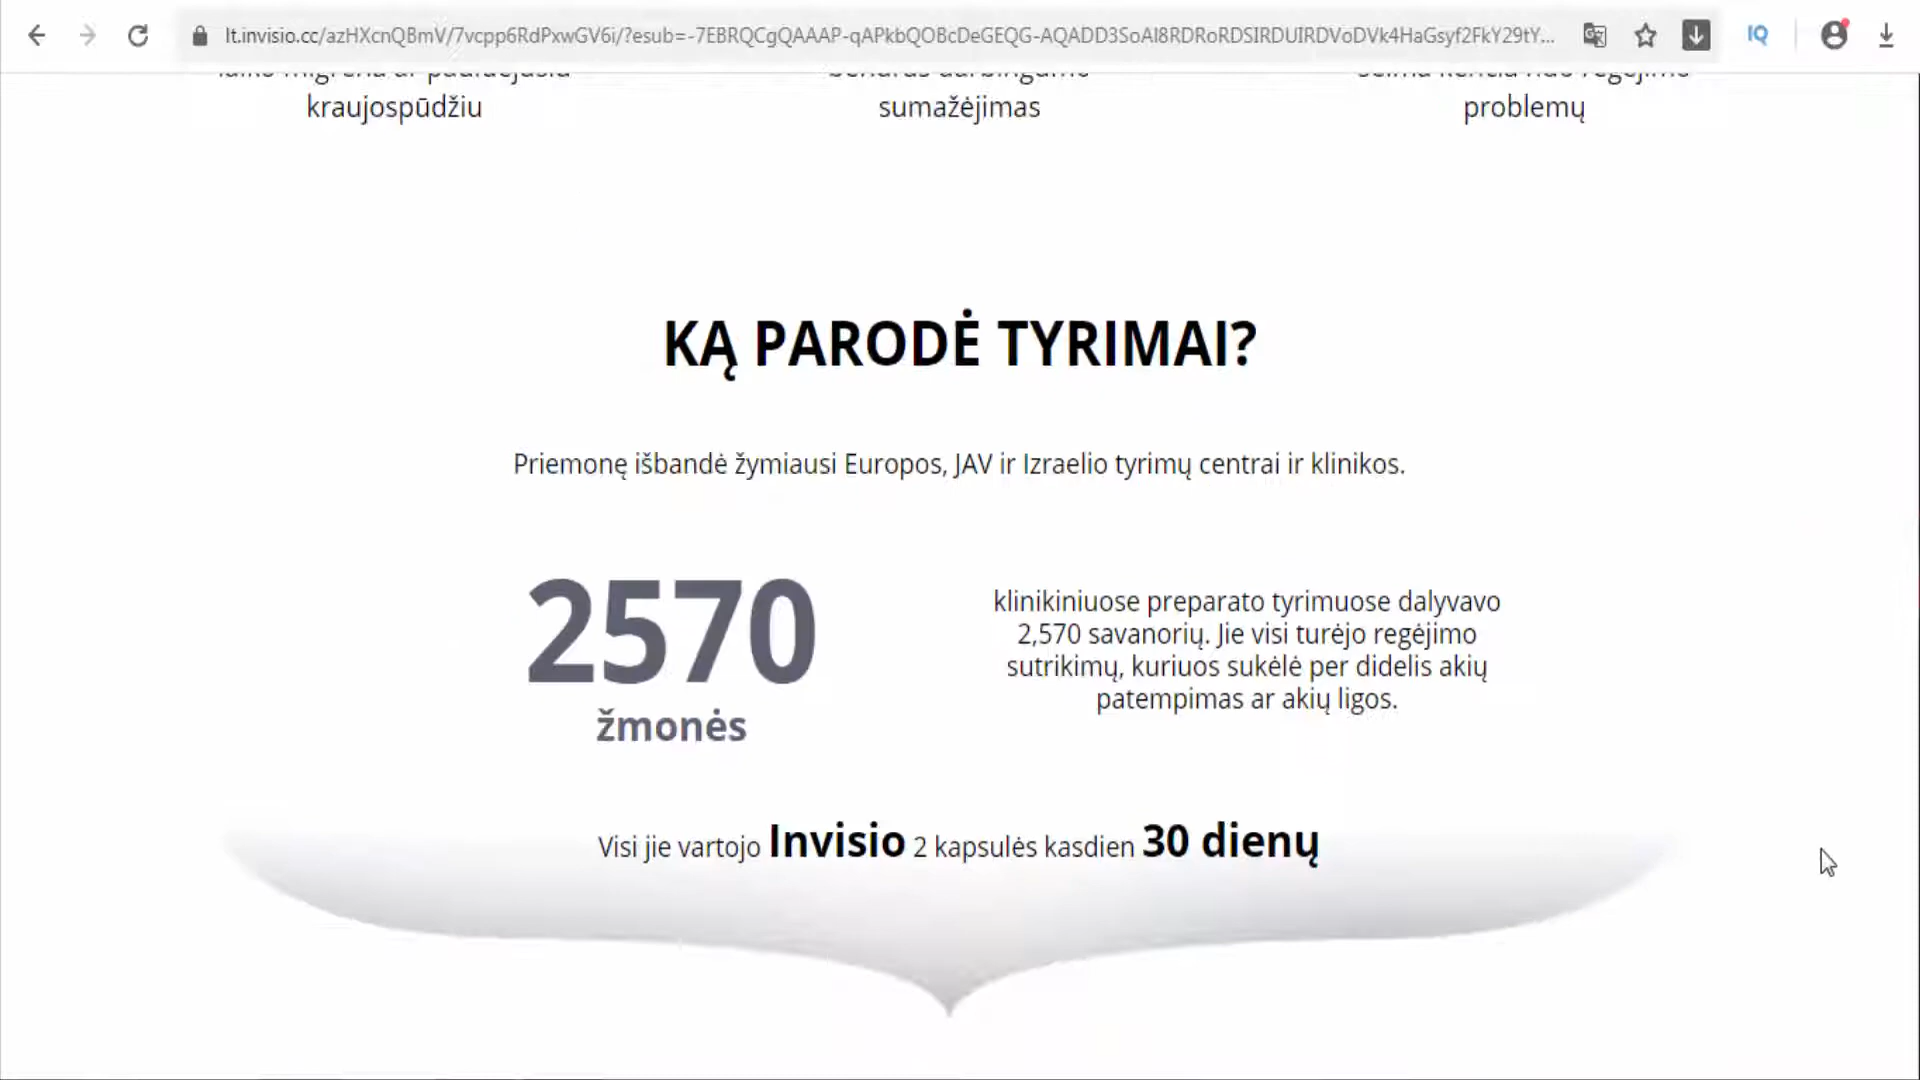 lt.invisio.cc/azHXcnQBmV/7vcpp6RdPxwGV6i/?esub=-7EBRQCgQAAAP-qAPkbQOBcDeGEQG-AQADD3SoAI8RDRoRDSIRDUIRDVoDVk4HaGsyf2FkY29tY...
IQ
kraujospūdžiu
sumažėjimas
problemų
KĄ PARODĖ TYRIMAI?
Priemonę išbandė žymiausi Europos, JAV ir Izraelio tyrimų centrai ir klinikos.
2570
žmonės
klinikiniuose preparato tyrimuose dalyvavo
2,570 savanorių. Jie visi turėjo regėjimo
sutrikimų, kuriuos sukėlė per didelis akių
patempimas ar akių ligos.
Visi jie vartojo Invisio 2 kapsulės kasdien 30 dienų